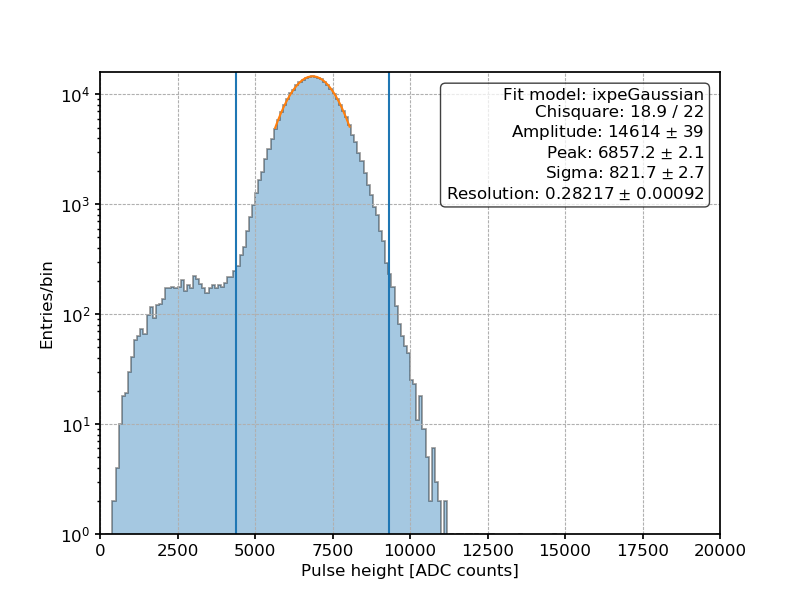 Fit model: ixpeGaussian
Chisquare: 18.9 / 22
Amplitude: 14614 ± 39
Peak: 6857.2 ± 2.1
Sigma: 821.7 ± 2.7
Resolution: 0.28217 ± 0.00092
Entries/bin
10⁴
10³
10²
10¹
10⁰
0 2500 5000 7500 10000 12500 15000 17500 20000
Pulse height [ADC counts]